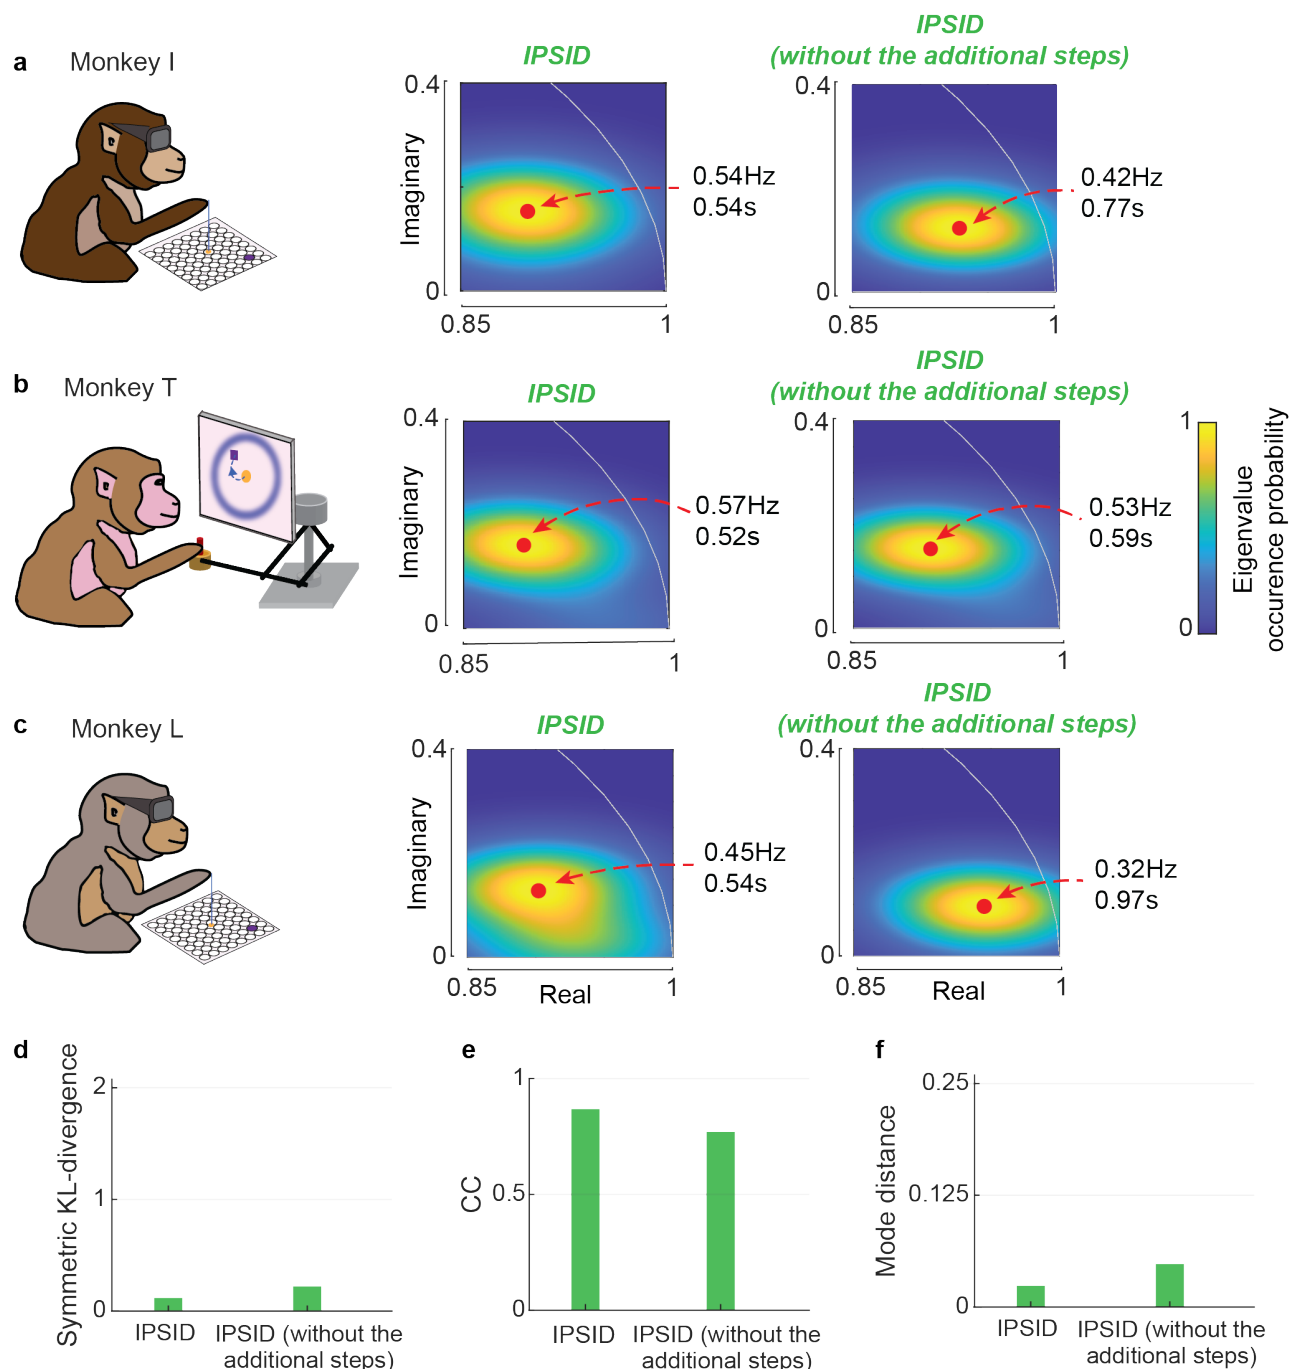 a Monkey I
IPSID
IPSID
(without the additional steps)
0.4
Imaginary
0
0.85
1
0.54Hz
0.54s
0.4
0
0.85
1
0.42Hz
0.77s
b Monkey T
IPSID
IPSID
(without the additional steps)
0.4
Imaginary
0
0.85
1
0.57Hz
0.52s
0.4
0
0.85
1
0.53Hz
0.59s
1
0
Eigenvalue
occurence probability
c Monkey L
IPSID
IPSID
(without the additional steps)
0.4
Imaginary
0
0.85
Real
1
0.45Hz
0.54s
0.4
0
0.85
Real
1
0.32Hz
0.97s
d
Symmetric KL-divergence
2
1
0
IPSID
IPSID (without the
additional steps)
e
CC
1
0.5
0
IPSID
IPSID (without the
additional steps)
f
Mode distance
0.25
0.125
0
IPSID
IPSID (without the
additional steps)